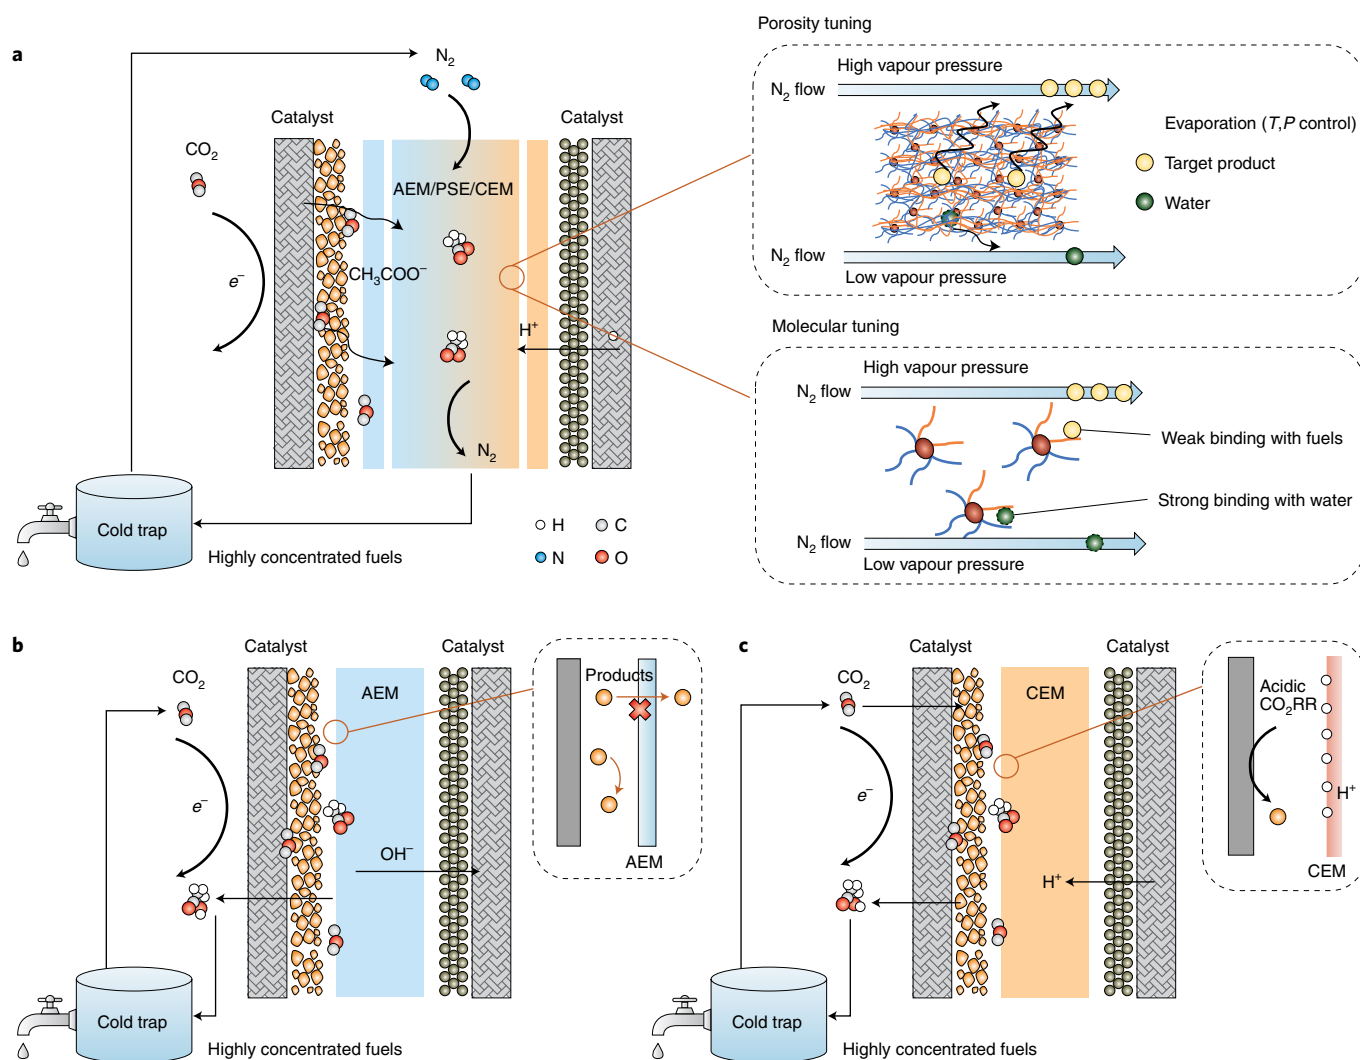 a
N₂
Catalyst
Catalyst
CO₂
AEM/PSE/CEM
e⁻
CH₃COO⁻
H⁺
N₂
Cold trap
Highly concentrated fuels
H
C
N
O
Porosity tuning
High vapour pressure
N₂ flow
Evaporation (T,P control)
Target product
Water
N₂ flow
Low vapour pressure
Molecular tuning
High vapour pressure
N₂ flow
Weak binding with fuels
Strong binding with water
N₂ flow
Low vapour pressure
b
Catalyst
Catalyst
CO₂
AEM
e⁻
OH⁻
Products
AEM
Cold trap
Highly concentrated fuels
c
Catalyst
Catalyst
CO₂
CEM
e⁻
H⁺
Acidic
CO₂RR
H⁺
CEM
Cold trap
Highly concentrated fuels